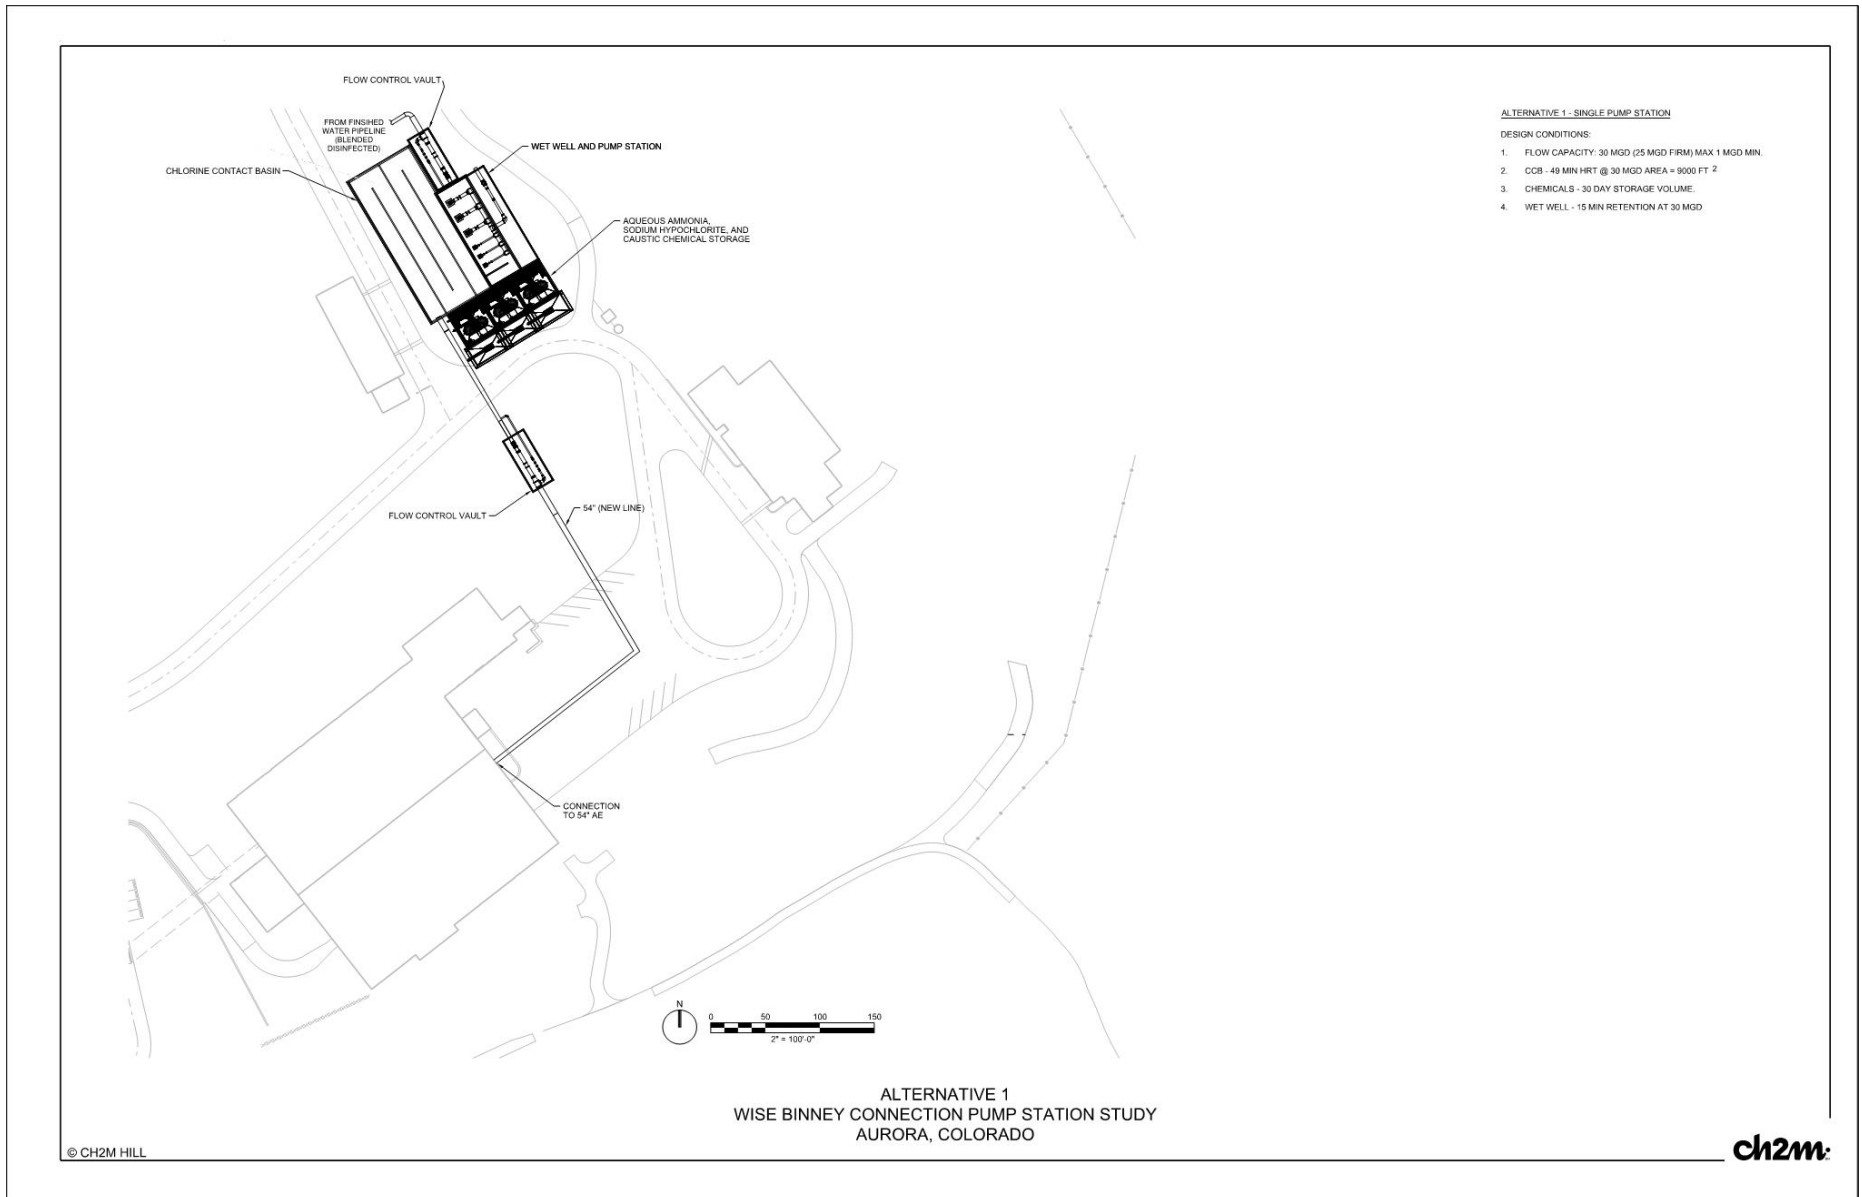 FLOW CONTROL VAULT
FROM FINSIHED
WATER PIPELINE
(BLENDED
DISINFECTED)
CHLORINE CONTACT BASIN
WET WELL AND PUMP STATION
AQUEOUS AMMONIA,
SODIUM HYPOCHLORITE, AND
CAUSTIC CHEMICAL STORAGE
ALTERNATIVE 1 - SINGLE PUMP STATION
DESIGN CONDITIONS:
1. FLOW CAPACITY: 30 MGD (25 MGD FIRM) MAX 1 MGD MIN.
2. CCB - 49 MIN HRT @ 30 MGD AREA = 9000 FT 2
3. CHEMICALS - 30 DAY STORAGE VOLUME.
4. WET WELL - 15 MIN RETENTION AT 30 MGD
FLOW CONTROL VAULT
54" (NEW LINE)
CONNECTION
TO 54" AE
N
0 50 100 150
2" = 100'-0"
ALTERNATIVE 1
WISE BINNEY CONNECTION PUMP STATION STUDY
AURORA, COLORADO
© CH2M HILL
ch2m